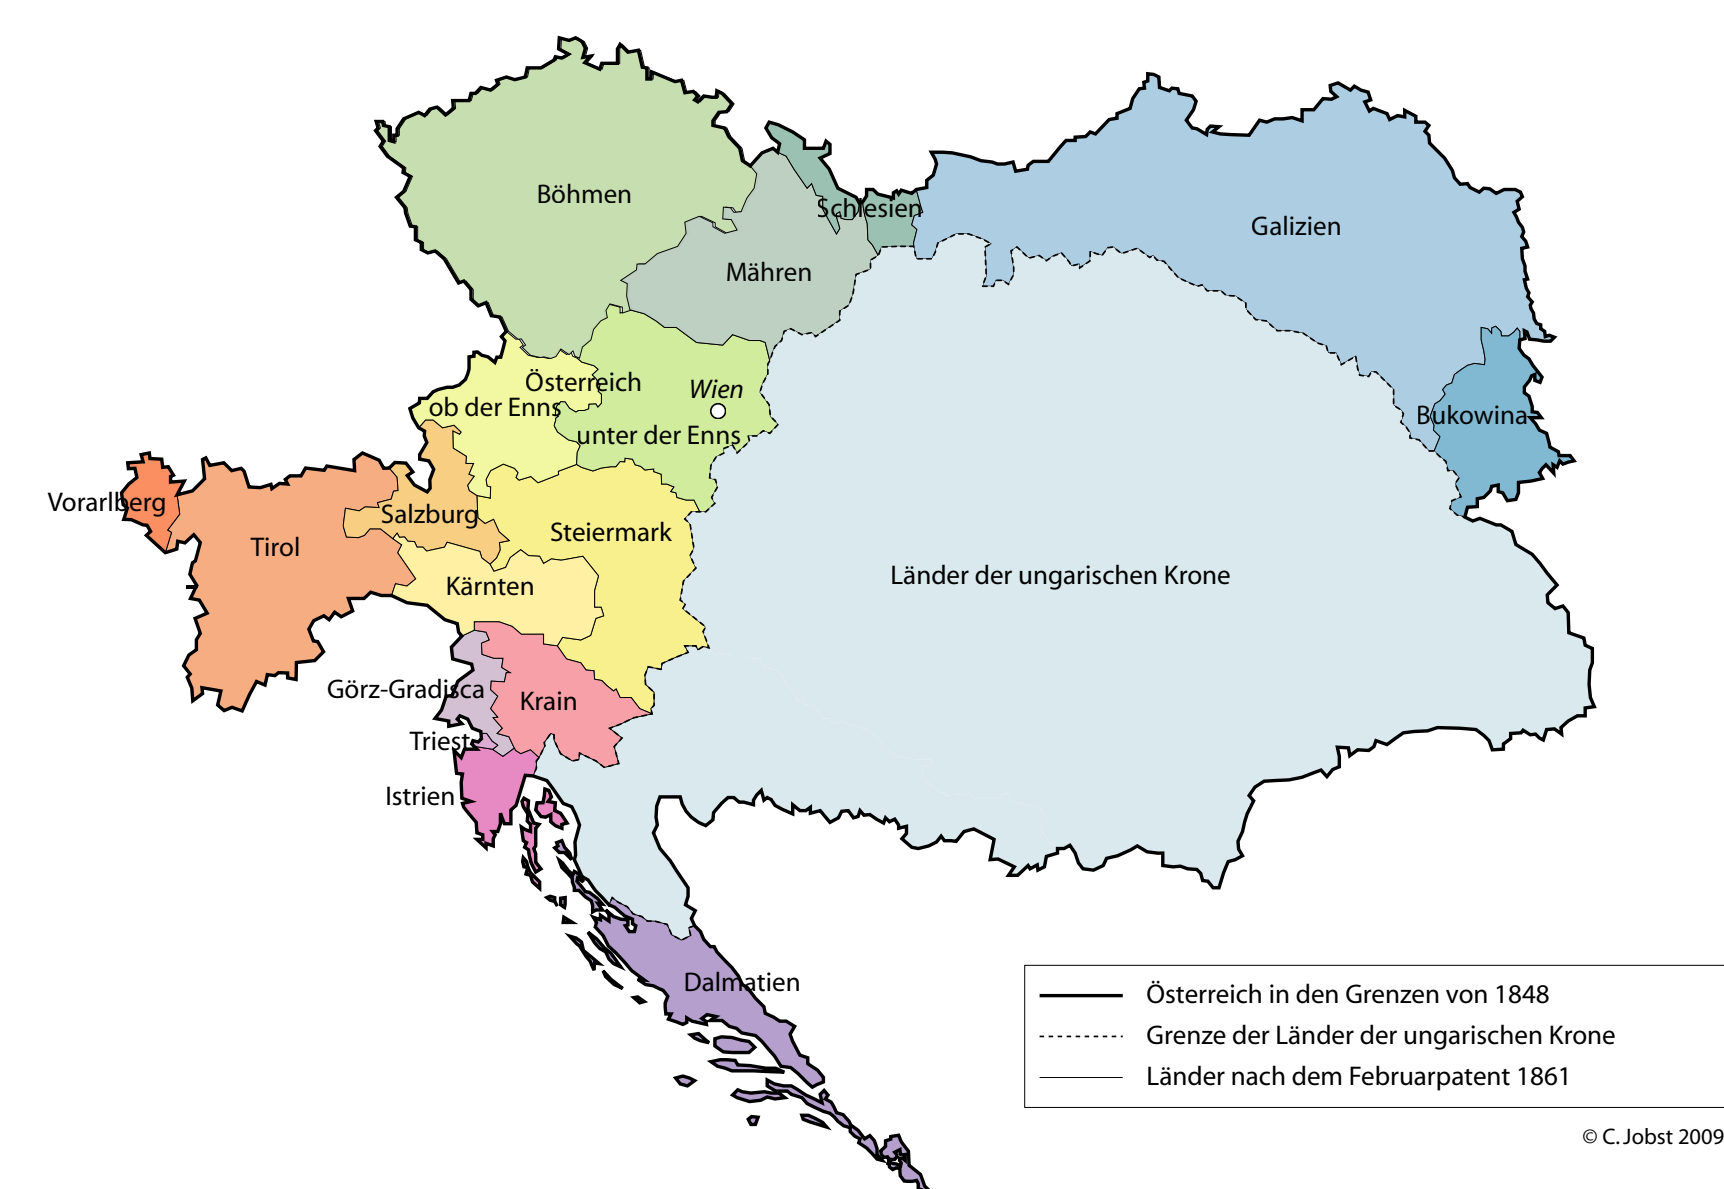 Böhmen
Schlesien
Galizien
Mähren
Österreich
ob der Enns
Wien
unter der Enns
Bukowina
Vorarlberg
Salzburg
Tirol
Steiermark
Kärnten
Länder der ungarischen Krone
Görz-Gradisca
Krain
Triest
Istrien
Dalmatien
Österreich in den Grenzen von 1848
Grenze der Länder der ungarischen Krone
Länder nach dem Februarpatent 1861
© C. Jobst 2009